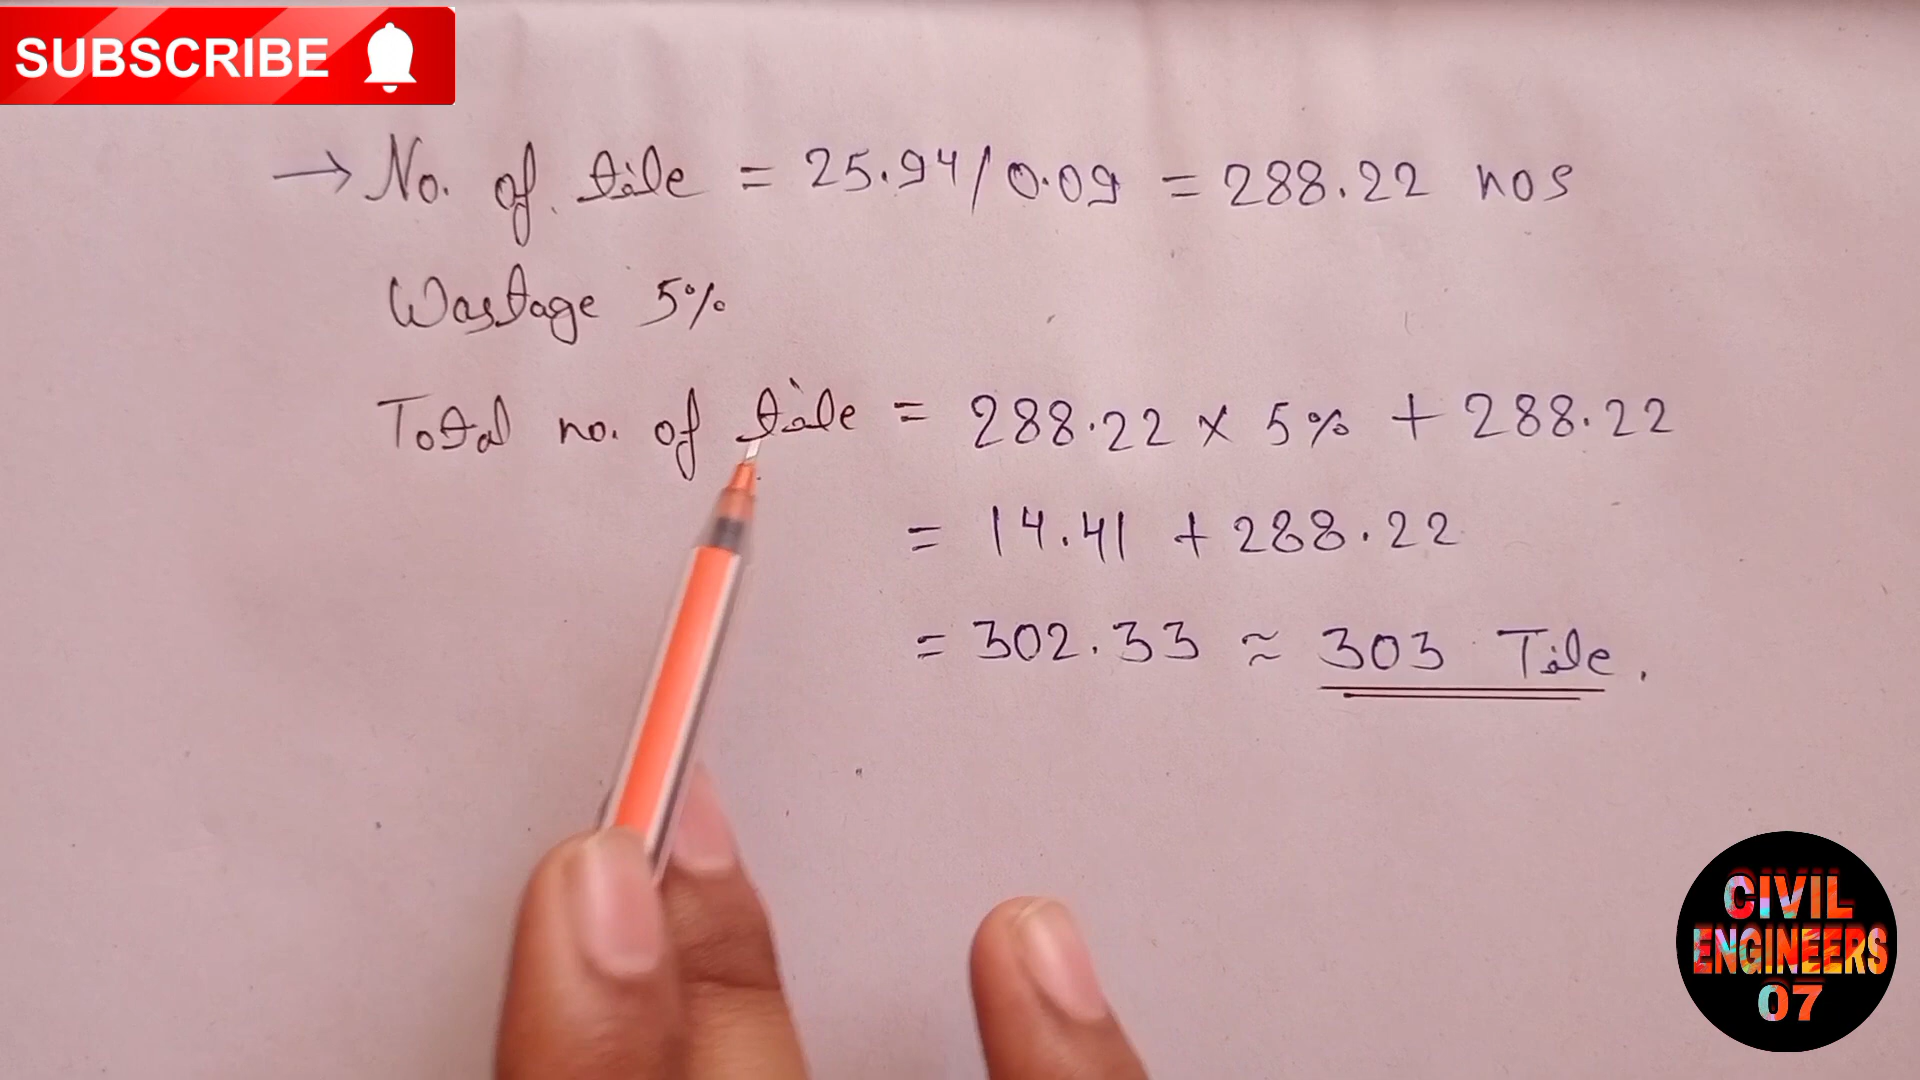 SUBSCRIBE
→ No. of tile = 25.94/0.09 = 288.22 nos
Wastage 5%
Total no. of tile = 288.22 × 5% + 288.22
= 14.41 + 288.22
= 302.33 ≈ 303 Tile.
CIVIL
ENGINEERS
07